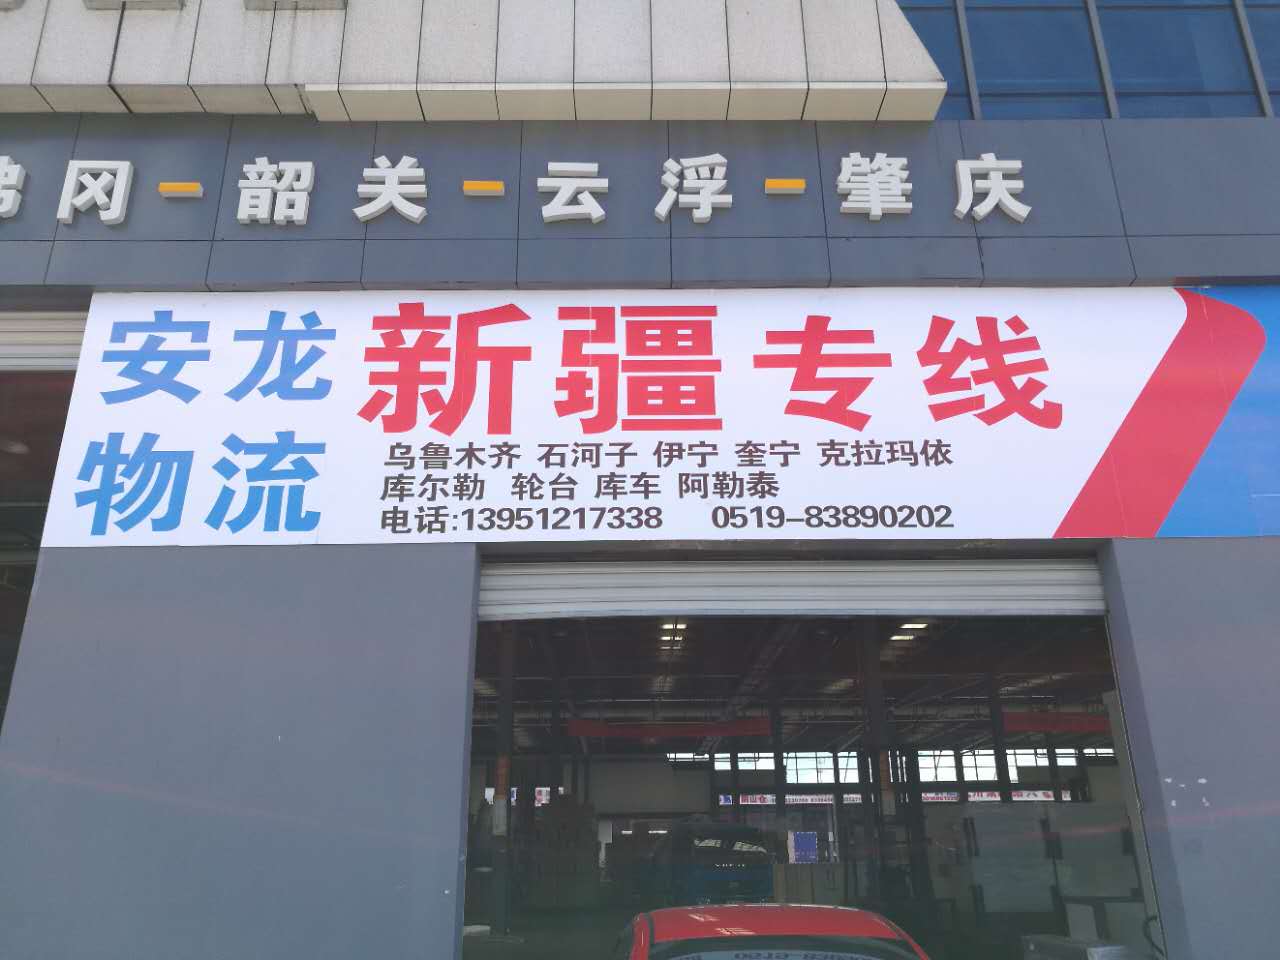 冈-韶关-云浮-肇庆
安龙
物流
新疆专线
乌鲁木齐 石河子 伊宁 奎宁 克拉玛依
库尔勒 轮台 库车 阿勒泰
电话:13951217338 0519-83890202